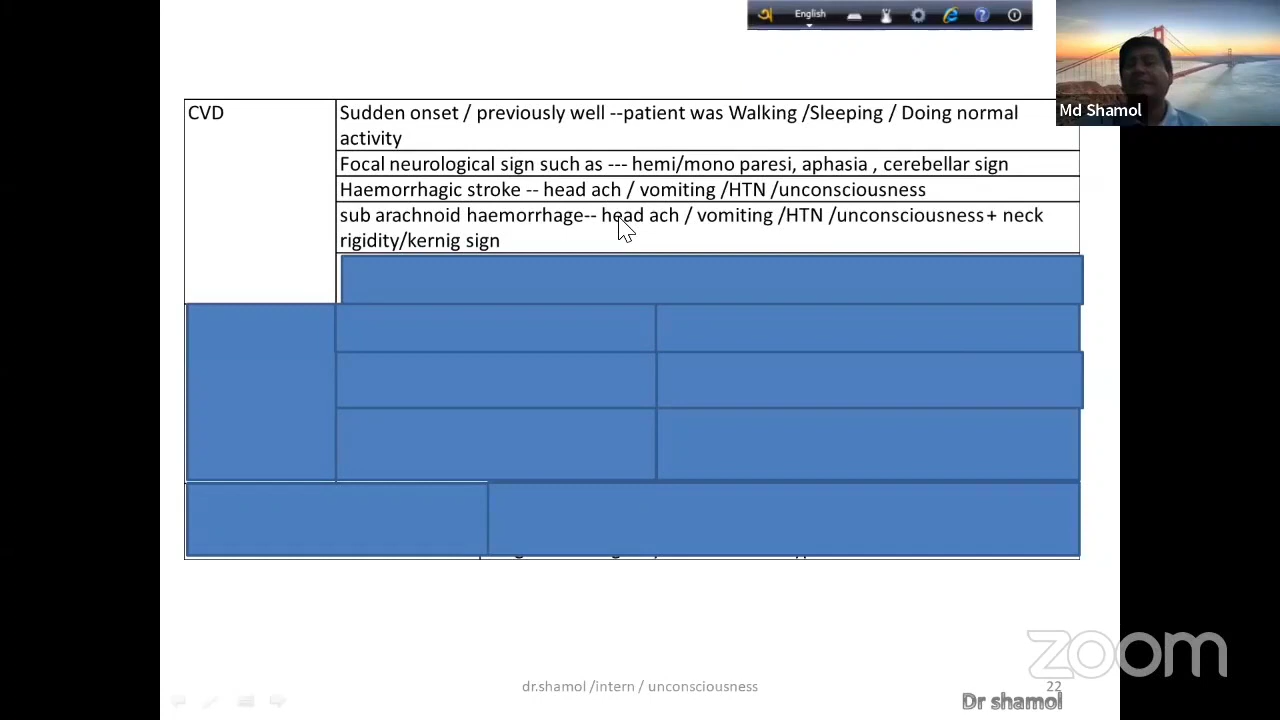 English
Md Shamol
CVD
Sudden onset / previously well --patient was Walking /Sleeping / Doing normal
activity
Focal neurological sign such as --- hemi/mono paresi, aphasia , cerebellar sign
Haemorrhagic stroke -- head ach / vomiting /HTN /unconsciousness
sub arachnoid haemorrhage-- head ach / vomiting /HTN /unconsciousness+ neck
rigidity/kernig sign
zoom
dr.shamol /intern / unconsciousness
22
Dr shamol